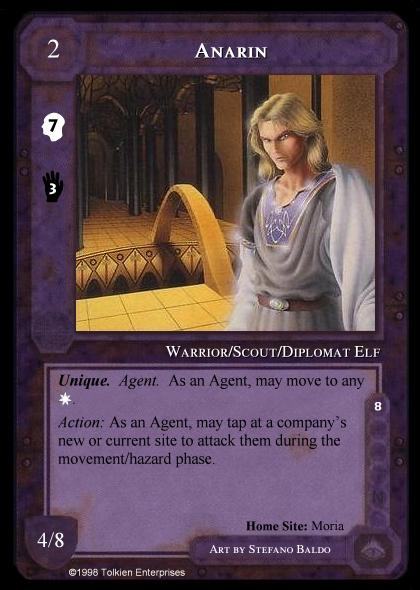 2
Anarin
7
3
Warrior/Scout/Diplomat Elf
Unique. Agent. As an Agent, may move to any
.
Action: As an Agent, may tap at a company's
new or current site to attack them during the
movement/hazard phase.
8
Home Site: Moria
4/8
Art by Stefano Baldo
©1998 Tolkien Enterprises